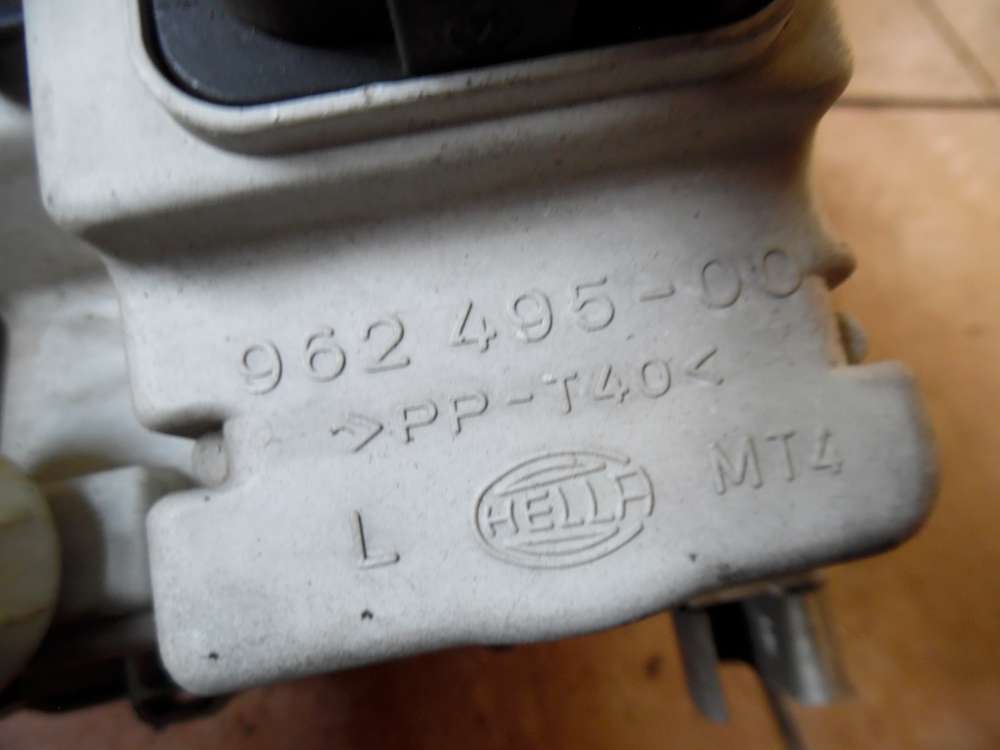 962 495-00
>PP-T40<
L HELLA MT4